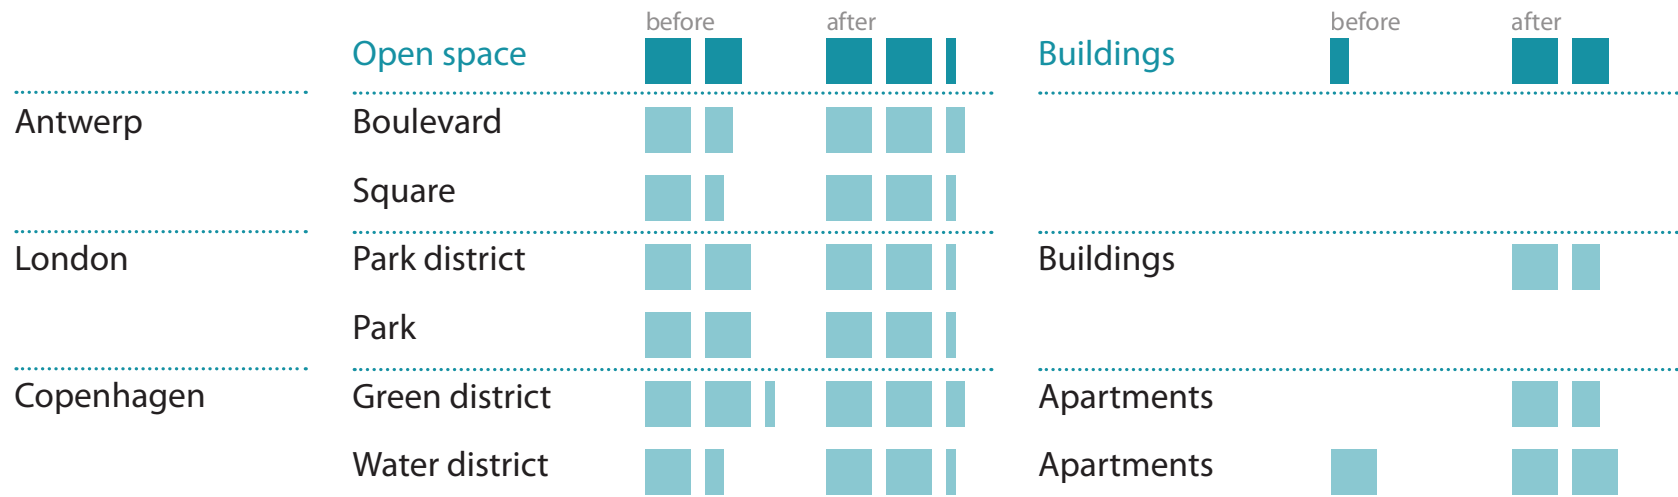 before after before after
Open space Buildings
Antwerp Boulevard
Square
London Park district Buildings
Park
Copenhagen Green district Apartments
Water district Apartments